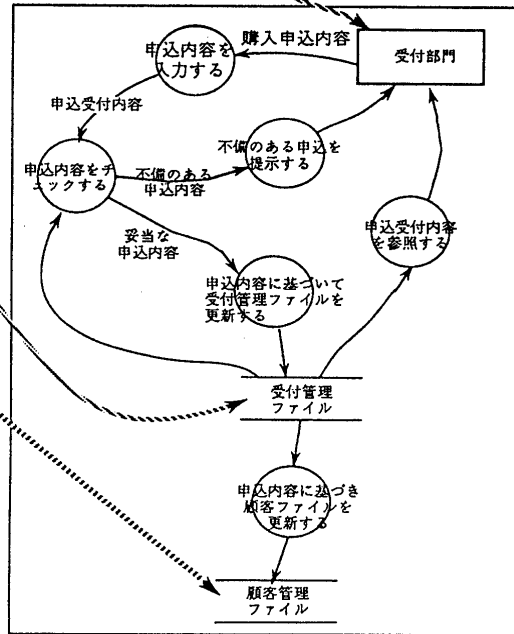 購入申込内容
受付部門
申込内容を
入力する
申込受付内容
申込内容をチ
ェックする
不備のある
申込内容
不備のある申込を
提示する
妥当な
申込内容
申込受付内容
を参照する
申込内容に基づいて
受付管理ファイルを
更新する
受付管理
ファイル
申込内容に基づき
顧客ファイルを
更新する
顧客管理
ファイル